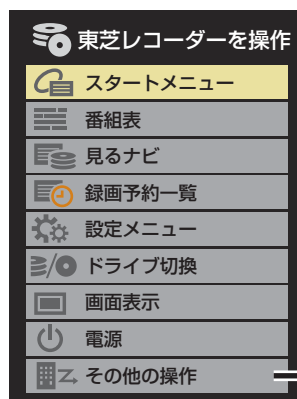 東芝レコーダーを操作
スタートメニュー
番組表
見るナビ
録画予約一覧
設定メニュー
ドライブ切換
画面表示
電源
その他の操作